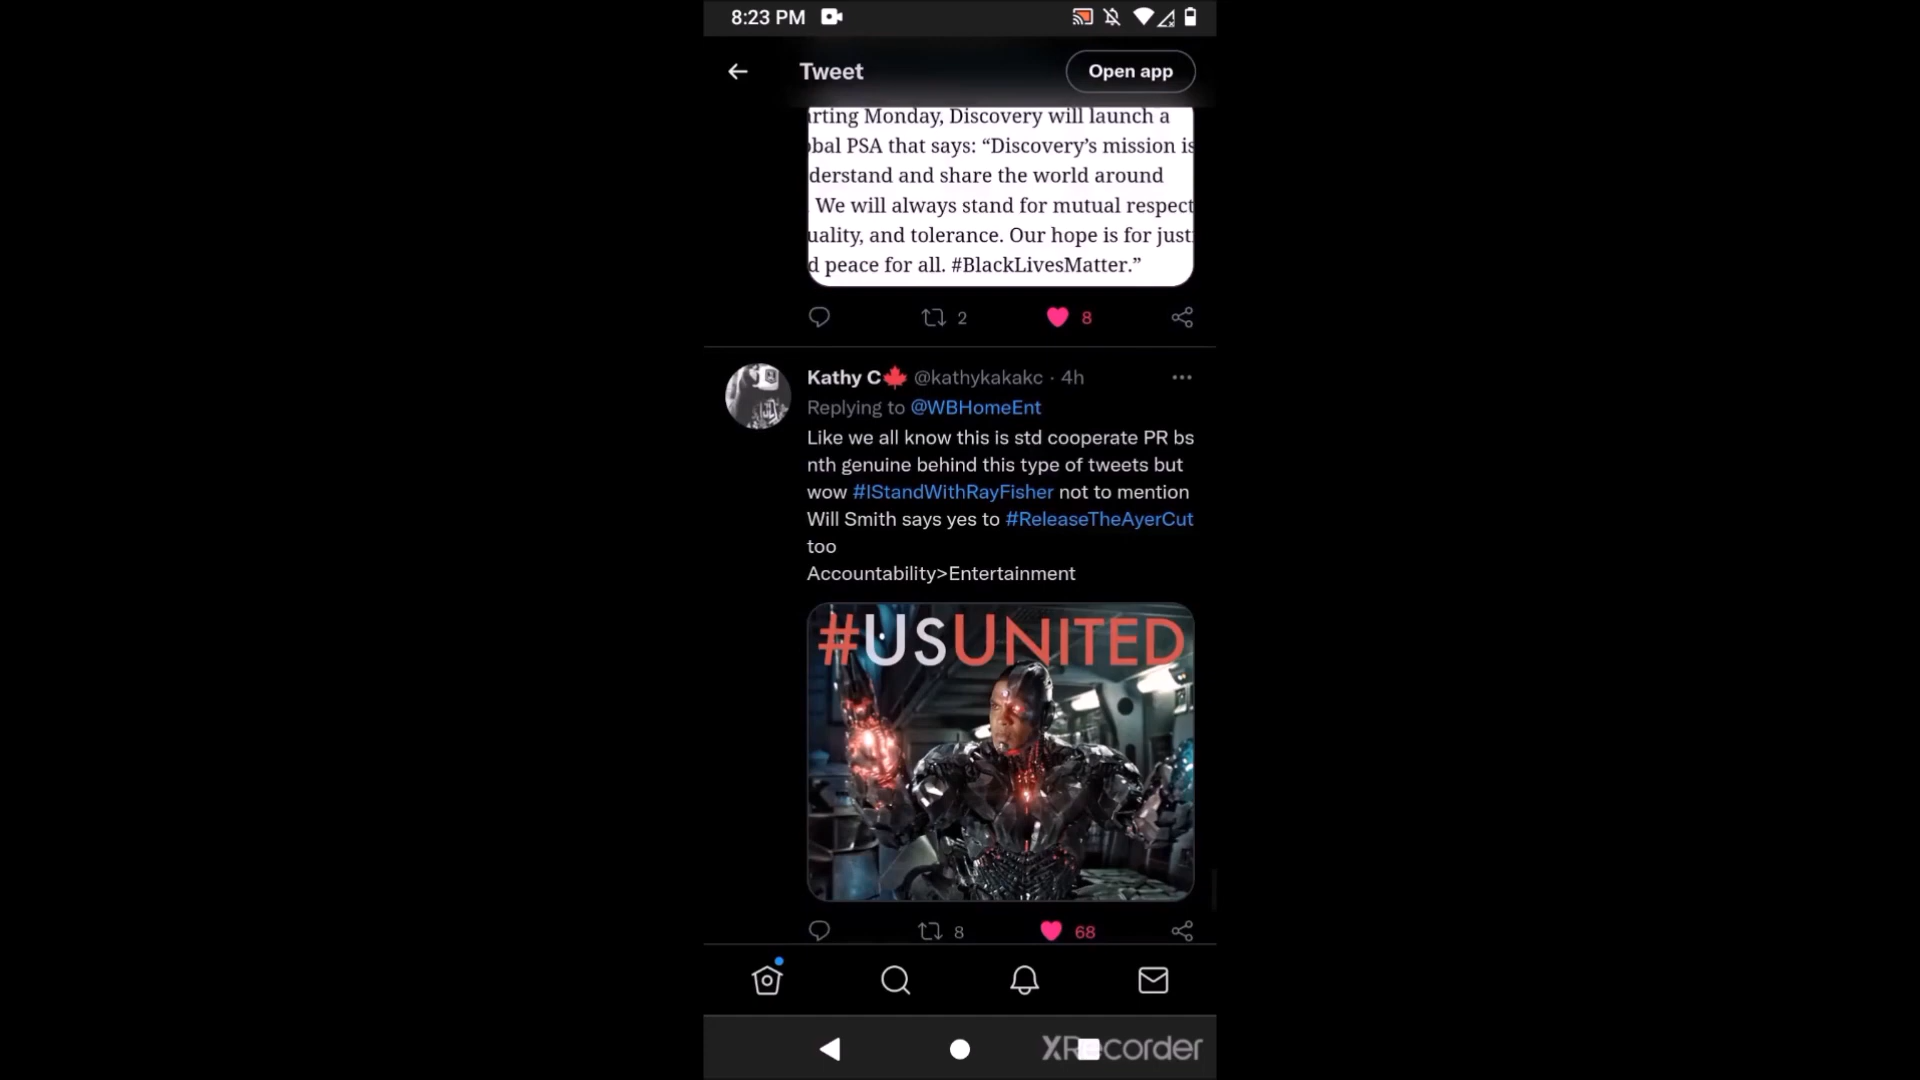 8:23 PM
Tweet
Open app
rting Monday, Discovery will launch a
bal PSA that says: “Discovery’s mission is
derstand and share the world around
We will always stand for mutual respect
uality, and tolerance. Our hope is for just
d peace for all. #BlackLivesMatter.”
2
8
Kathy C🍁 @kathykakakc · 4h
Replying to @WBHomeEnt
Like we all know this is std cooperate PR bs
nth genuine behind this type of tweets but
wow #IStandWithRayFisher not to mention
Will Smith says yes to #ReleaseTheAyerCut
too
Accountability>Entertainment
#USUNITED
8
68
XRecorder